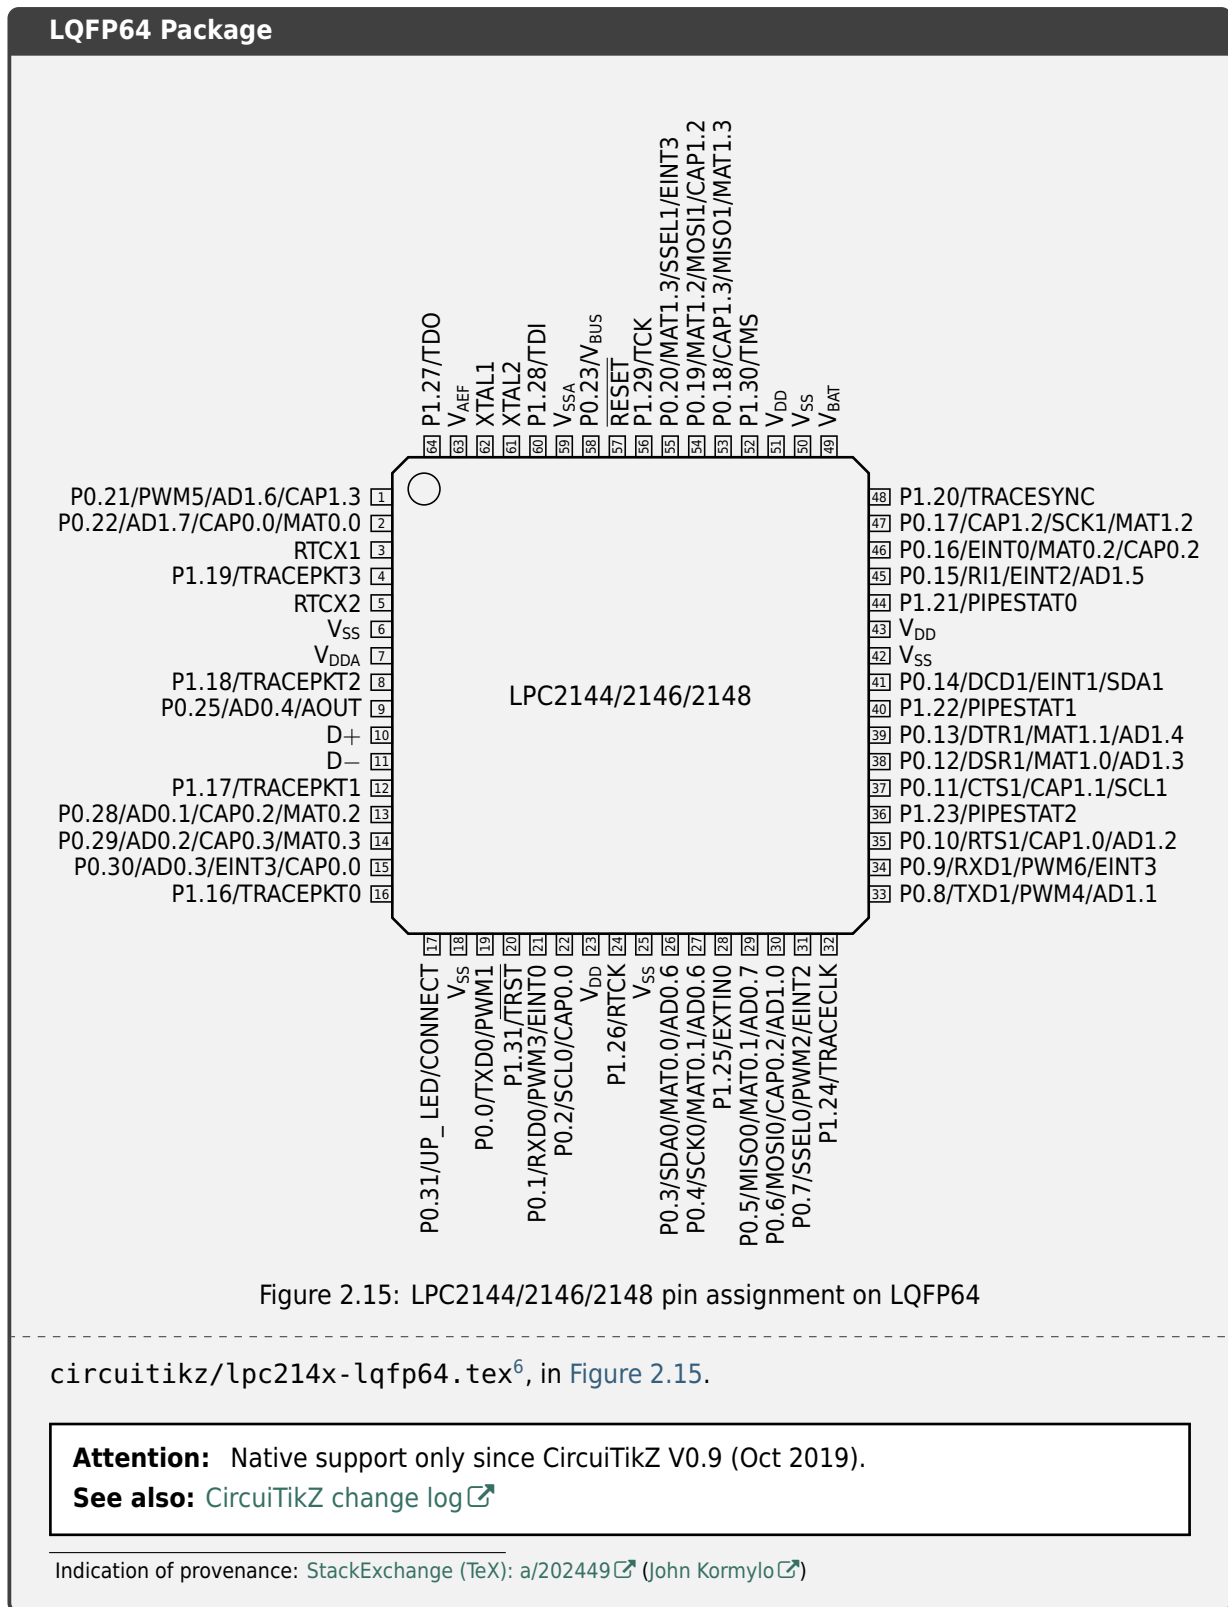 LQFP64 Package
P1.27/TDO
V_AEF
XTAL1
XTAL2
P1.28/TDI
V_SSA
P0.23/V_BUS
RESET
P1.29/TCK
P0.20/MAT1.3/SSEL1/EINT3
P0.19/MAT1.2/MOSI1/CAP1.2
P0.18/CAP1.3/MISO1/MAT1.3
P1.30/TMS
V_DD
V_SS
V_BAT
64 63 62 61 60 59 58 57 56 55 54 53 52 51 50 49
P0.21/PWM5/AD1.6/CAP1.3 1
P0.22/AD1.7/CAP0.0/MAT0.0 2
RTCX1 3
P1.19/TRACEPKT3 4
RTCX2 5
V_SS 6
V_DDA 7
P1.18/TRACEPKT2 8
P0.25/AD0.4/AOUT 9
D+ 10
D− 11
P1.17/TRACEPKT1 12
P0.28/AD0.1/CAP0.2/MAT0.2 13
P0.29/AD0.2/CAP0.3/MAT0.3 14
P0.30/AD0.3/EINT3/CAP0.0 15
P1.16/TRACEPKT0 16
LPC2144/2146/2148
48 P1.20/TRACESYNC
47 P0.17/CAP1.2/SCK1/MAT1.2
46 P0.16/EINT0/MAT0.2/CAP0.2
45 P0.15/RI1/EINT2/AD1.5
44 P1.21/PIPESTAT0
43 V_DD
42 V_SS
41 P0.14/DCD1/EINT1/SDA1
40 P1.22/PIPESTAT1
39 P0.13/DTR1/MAT1.1/AD1.4
38 P0.12/DSR1/MAT1.0/AD1.3
37 P0.11/CTS1/CAP1.1/SCL1
36 P1.23/PIPESTAT2
35 P0.10/RTS1/CAP1.0/AD1.2
34 P0.9/RXD1/PWM6/EINT3
33 P0.8/TXD1/PWM4/AD1.1
17 18 19 20 21 22 23 24 25 26 27 28 29 30 31 32
P0.31/UP_ LED/CONNECT
V_SS
P0.0/TXD0/PWM1
P1.31/TRST
P0.1/RXD0/PWM3/EINT0
P0.2/SCL0/CAP0.0
V_DD
P1.26/RTCK
V_SS
P0.3/SDA0/MAT0.0/AD0.6
P0.4/SCK0/MAT0.1/AD0.6
P1.25/EXTIN0
P0.5/MISO0/MAT0.1/AD0.7
P0.6/MOSI0/CAP0.2/AD1.0
P0.7/SSEL0/PWM2/EINT2
P1.24/TRACECLK
Figure 2.15: LPC2144/2146/2148 pin assignment on LQFP64
circuitikz/lpc214x-lqfp64.tex⁶, in Figure 2.15.
Attention: Native support only since CircuiTikZ V0.9 (Oct 2019).
See also: CircuiTikZ change log
Indication of provenance: StackExchange (TeX): a/202449 (John Kormylo)